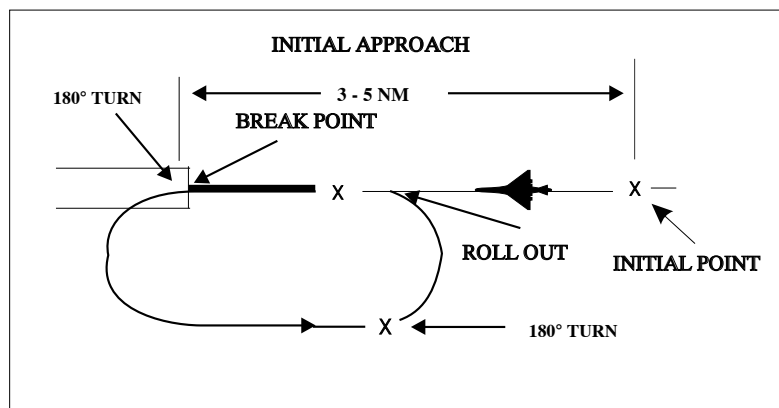 INITIAL APPROACH
3 - 5 NM
180° TURN
BREAK POINT
X
X
ROLL OUT
INITIAL POINT
X
180° TURN